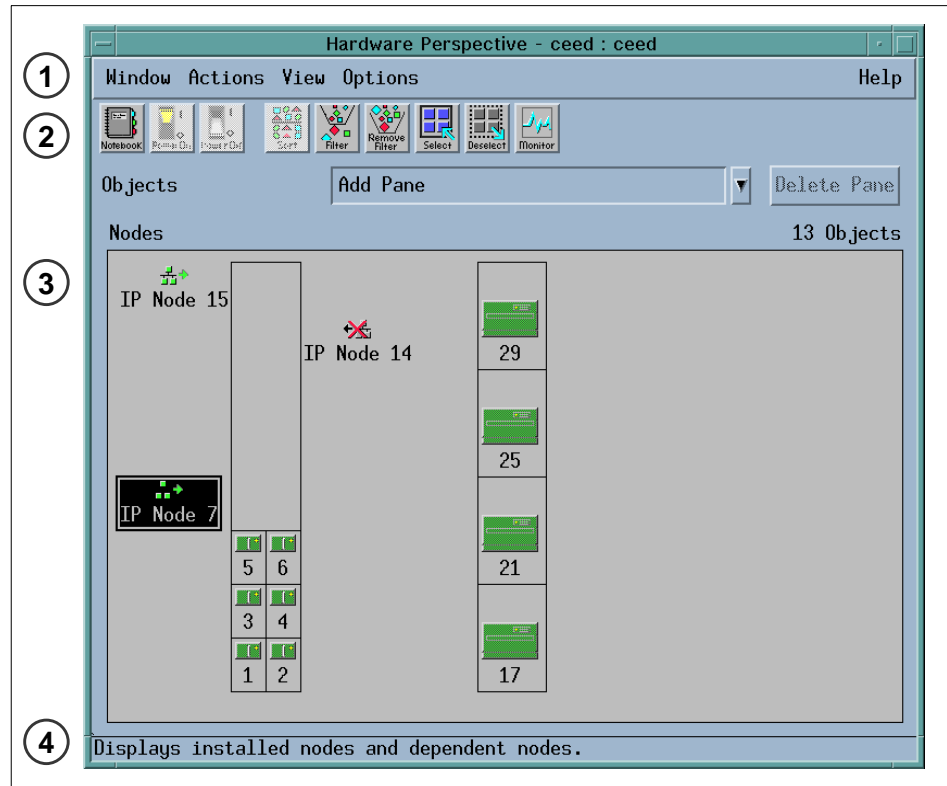 Hardware Perspective - ceed : ceed
1
Window Actions View Options Help
2
Notebook Power On Power Off Sort Filter Remove Filter Select Deselect Monitor
Objects Add Pane Delete Pane
Nodes 13 Objects
3
IP Node 15
IP Node 14
29
25
IP Node 7
5 6
21
3 4
1 2
17
4
Displays installed nodes and dependent nodes.